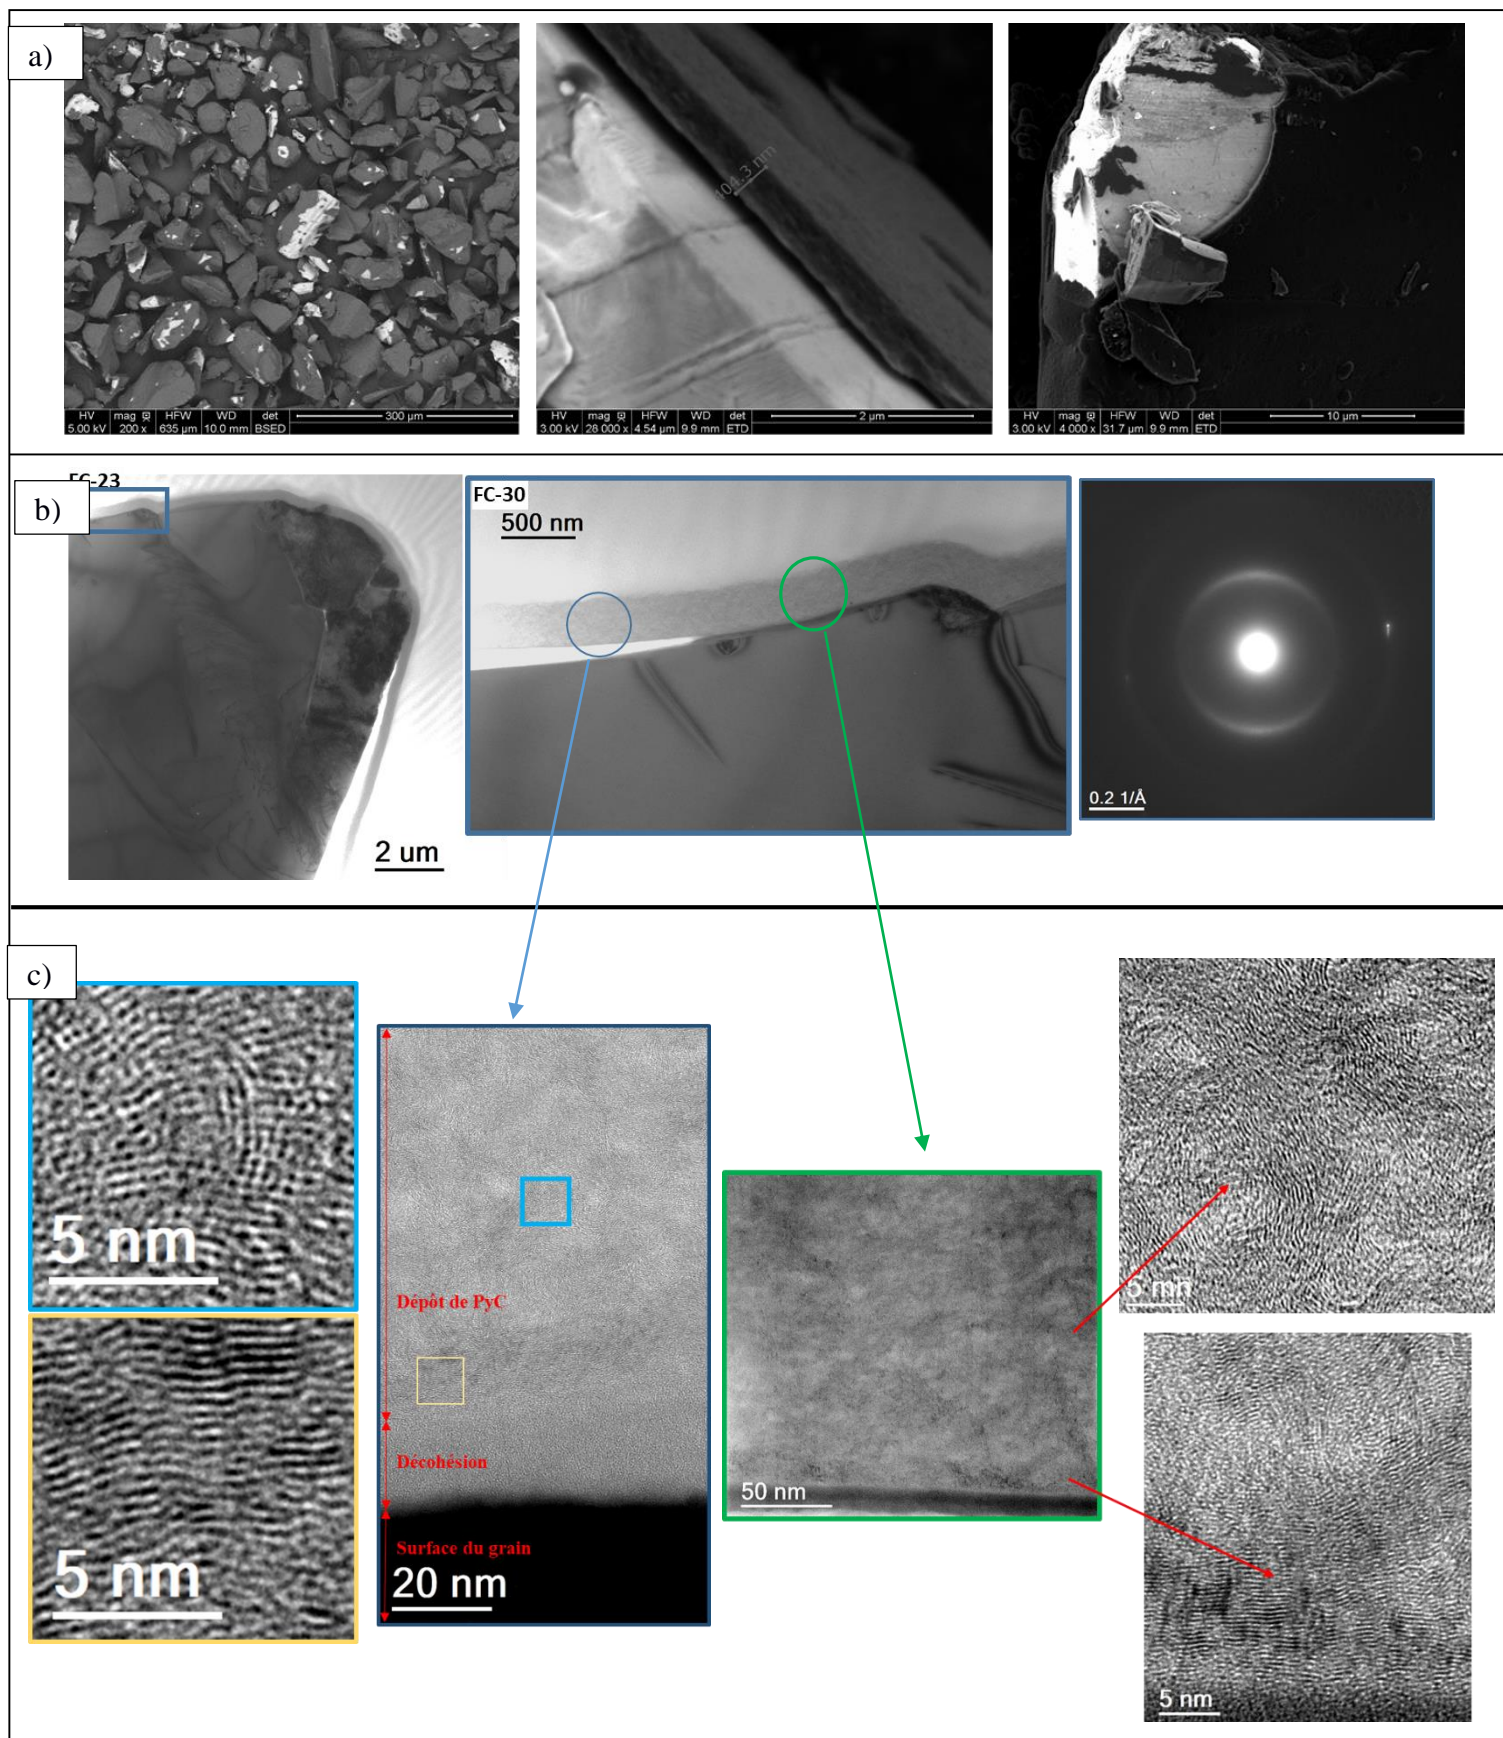 a)
404.3 nm
HV mag HFW WD det 300 µm
5.00 kV 200 x 635 µm 10.0 mm BSED
HV mag HFW WD det 2 µm
3.00 kV 28 000 x 4.54 µm 9.9 mm ETD
HV mag HFW WD det 10 µm
3.00 kV 4 000 x 31.7 µm 9.9 mm ETD
b)
FC-23
2 um
FC-30
500 nm
0.2 1/Å
c)
5 nm
5 nm
Dépôt de PyC
Décohésion
Surface du grain
20 nm
50 nm
5 nm